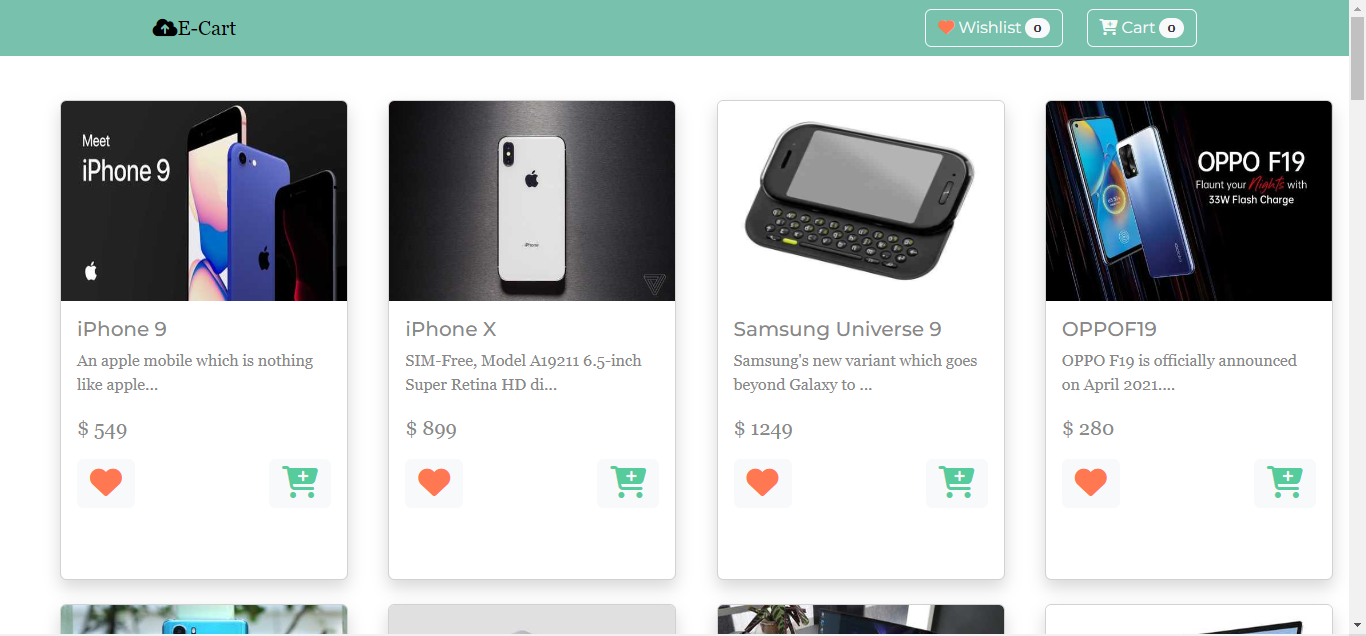 E-Cart
Wishlist 0
Cart 0
Meet
iPhone 9
iPhone
OPPO F19
Flaunt your Nights with
33W Flash Charge
iPhone 9
An apple mobile which is nothing
like apple...
$ 549
iPhone X
SIM-Free, Model A19211 6.5-inch
Super Retina HD di...
$ 899
Samsung Universe 9
Samsung's new variant which goes
beyond Galaxy to ...
$ 1249
OPPOF19
OPPO F19 is officially announced
on April 2021....
$ 280